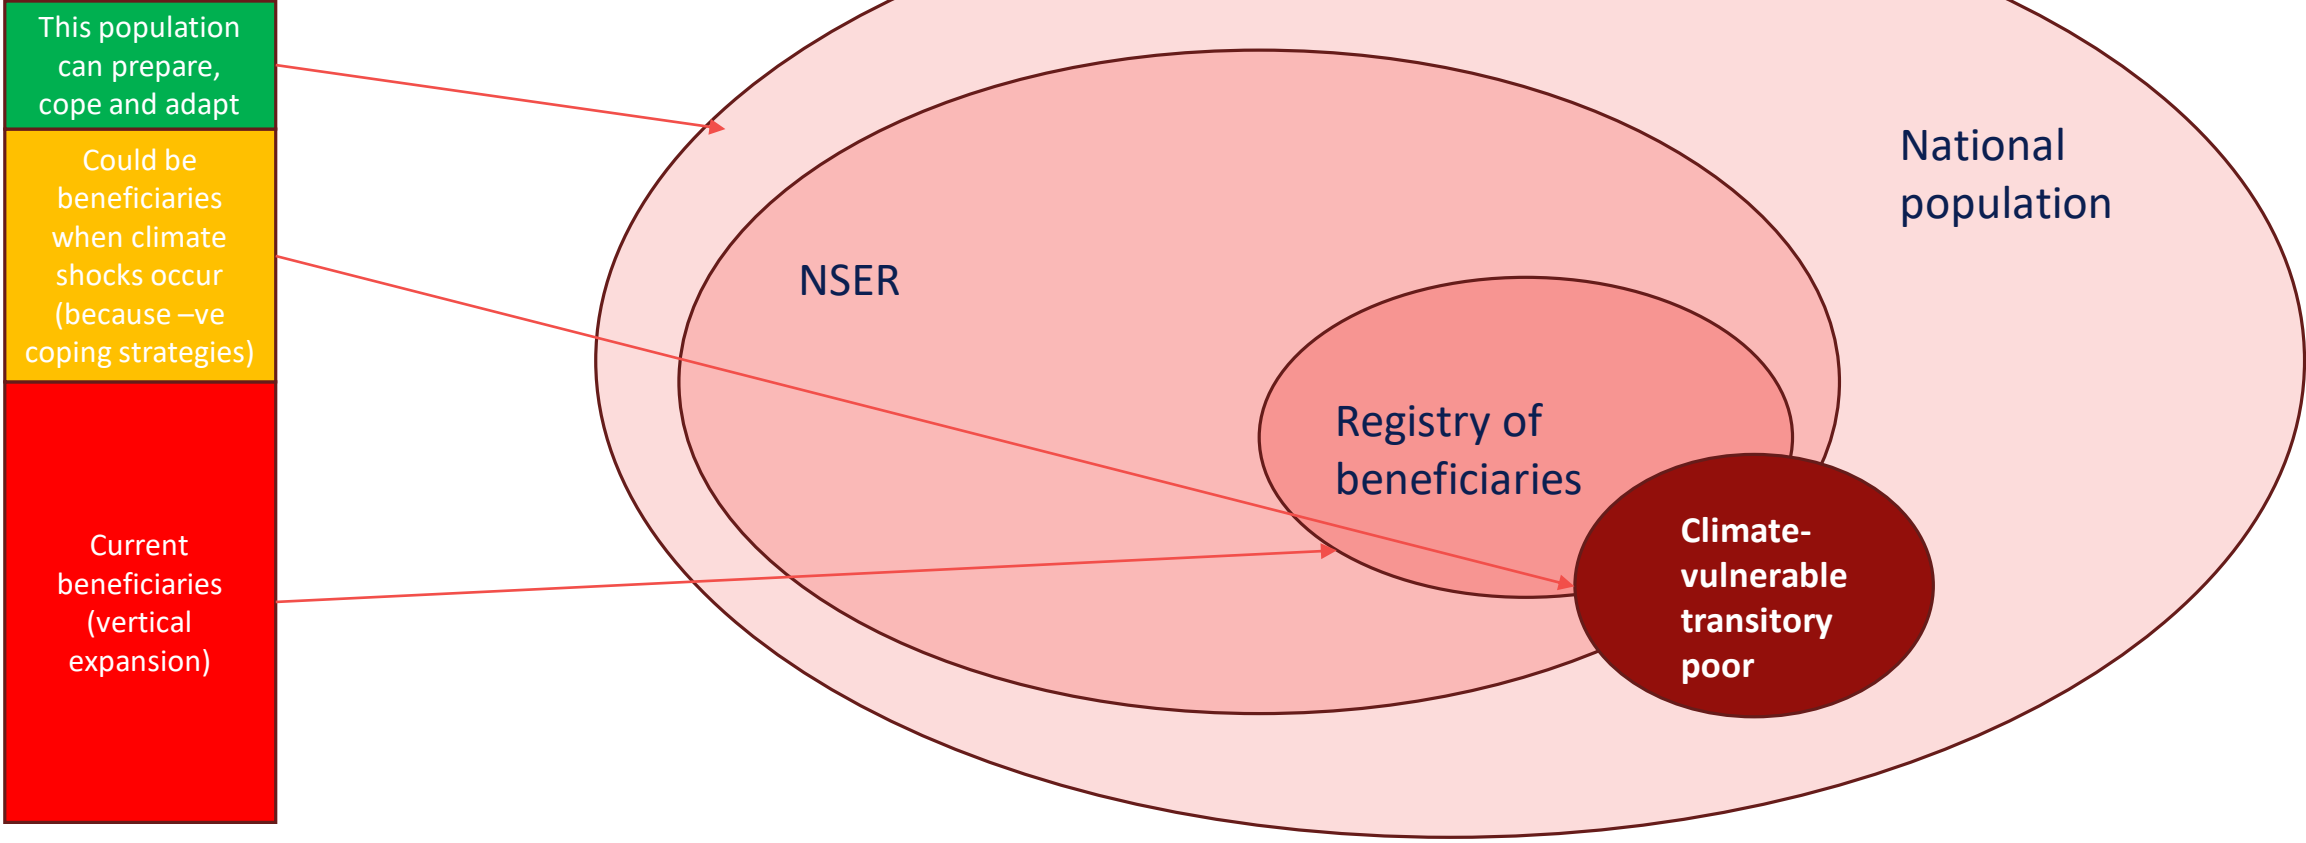 This population
can prepare,
cope and adapt
Could be
beneficiaries
when climate
shocks occur
(because –ve
coping strategies)
Current
beneficiaries
(vertical
expansion)
National
population
NSER
Registry of
beneficiaries
Climate-
vulnerable
transitory
poor